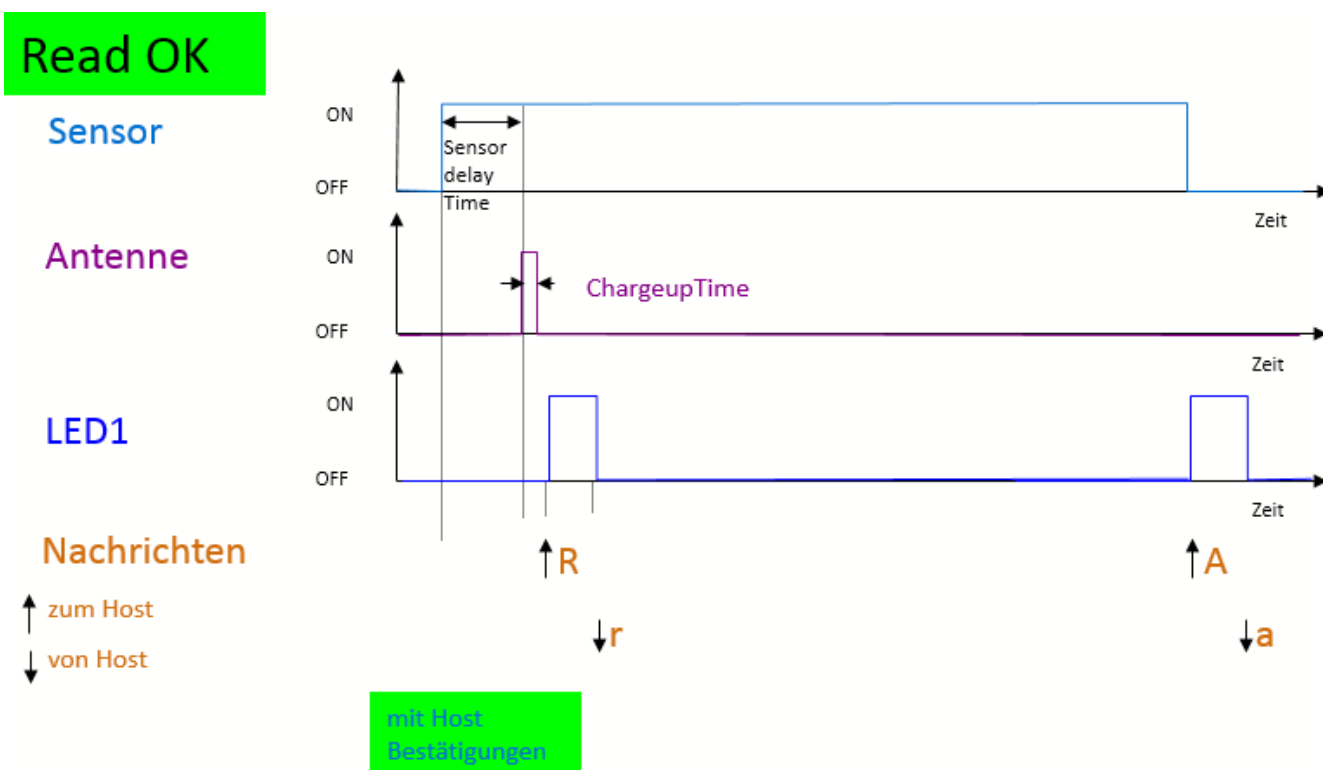 Read OK
Sensor
ON
OFF
Sensor
delay
Time
Zeit
Antenne
ON
OFF
ChargeupTime
Zeit
LED1
ON
OFF
Zeit
Nachrichten
R
A
zum Host
r
a
von Host
mit Host
Bestätigungen